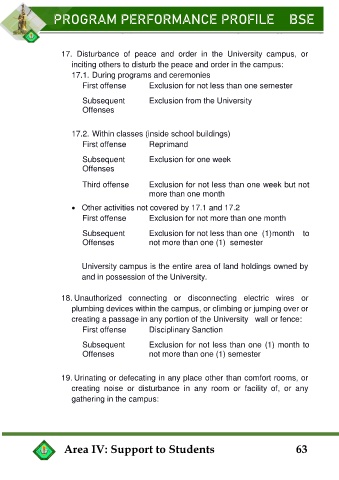 PROGRAM PERFORMANCE PROFILE BSE
17. Disturbance of peace and order in the University campus, or
inciting others to disturb the peace and order in the campus:
17.1. During programs and ceremonies
First offense Exclusion for not less than one semester
Subsequent Exclusion from the University
Offenses
17.2. Within classes (inside school buildings)
First offense Reprimand
Subsequent Exclusion for one week
Offenses
Third offense Exclusion for not less than one week but not
more than one month
• Other activities not covered by 17.1 and 17.2
First offense Exclusion for not more than one month
Subsequent Exclusion for not less than one (1)month to
Offenses not more than one (1) semester
University campus is the entire area of land holdings owned by
and in possession of the University.
18. Unauthorized connecting or disconnecting electric wires or
plumbing devices within the campus, or climbing or jumping over or
creating a passage in any portion of the University wall or fence:
First offense Disciplinary Sanction
Subsequent Exclusion for not less than one (1) month to
Offenses not more than one (1) semester
19. Urinating or defecating in any place other than comfort rooms, or
creating noise or disturbance in any room or facility of, or any
gathering in the campus:
Area IV: Support to Students 63